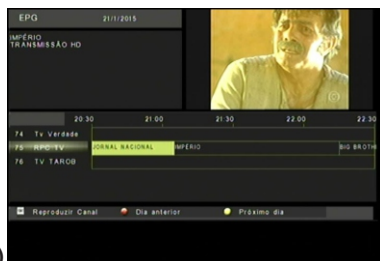 EPG 21/1/2015
IMPÉRIO
TRANSMISSÃO HD
20:30 21:00 21:30 22:00 22:30
74 Tv Verdade
75 RPC TV JORNAL NACIONAL IMPÉRIO BIG BROTH
76 TV TAROB
Reproduzir Canal Dia anterior Próximo dia
)